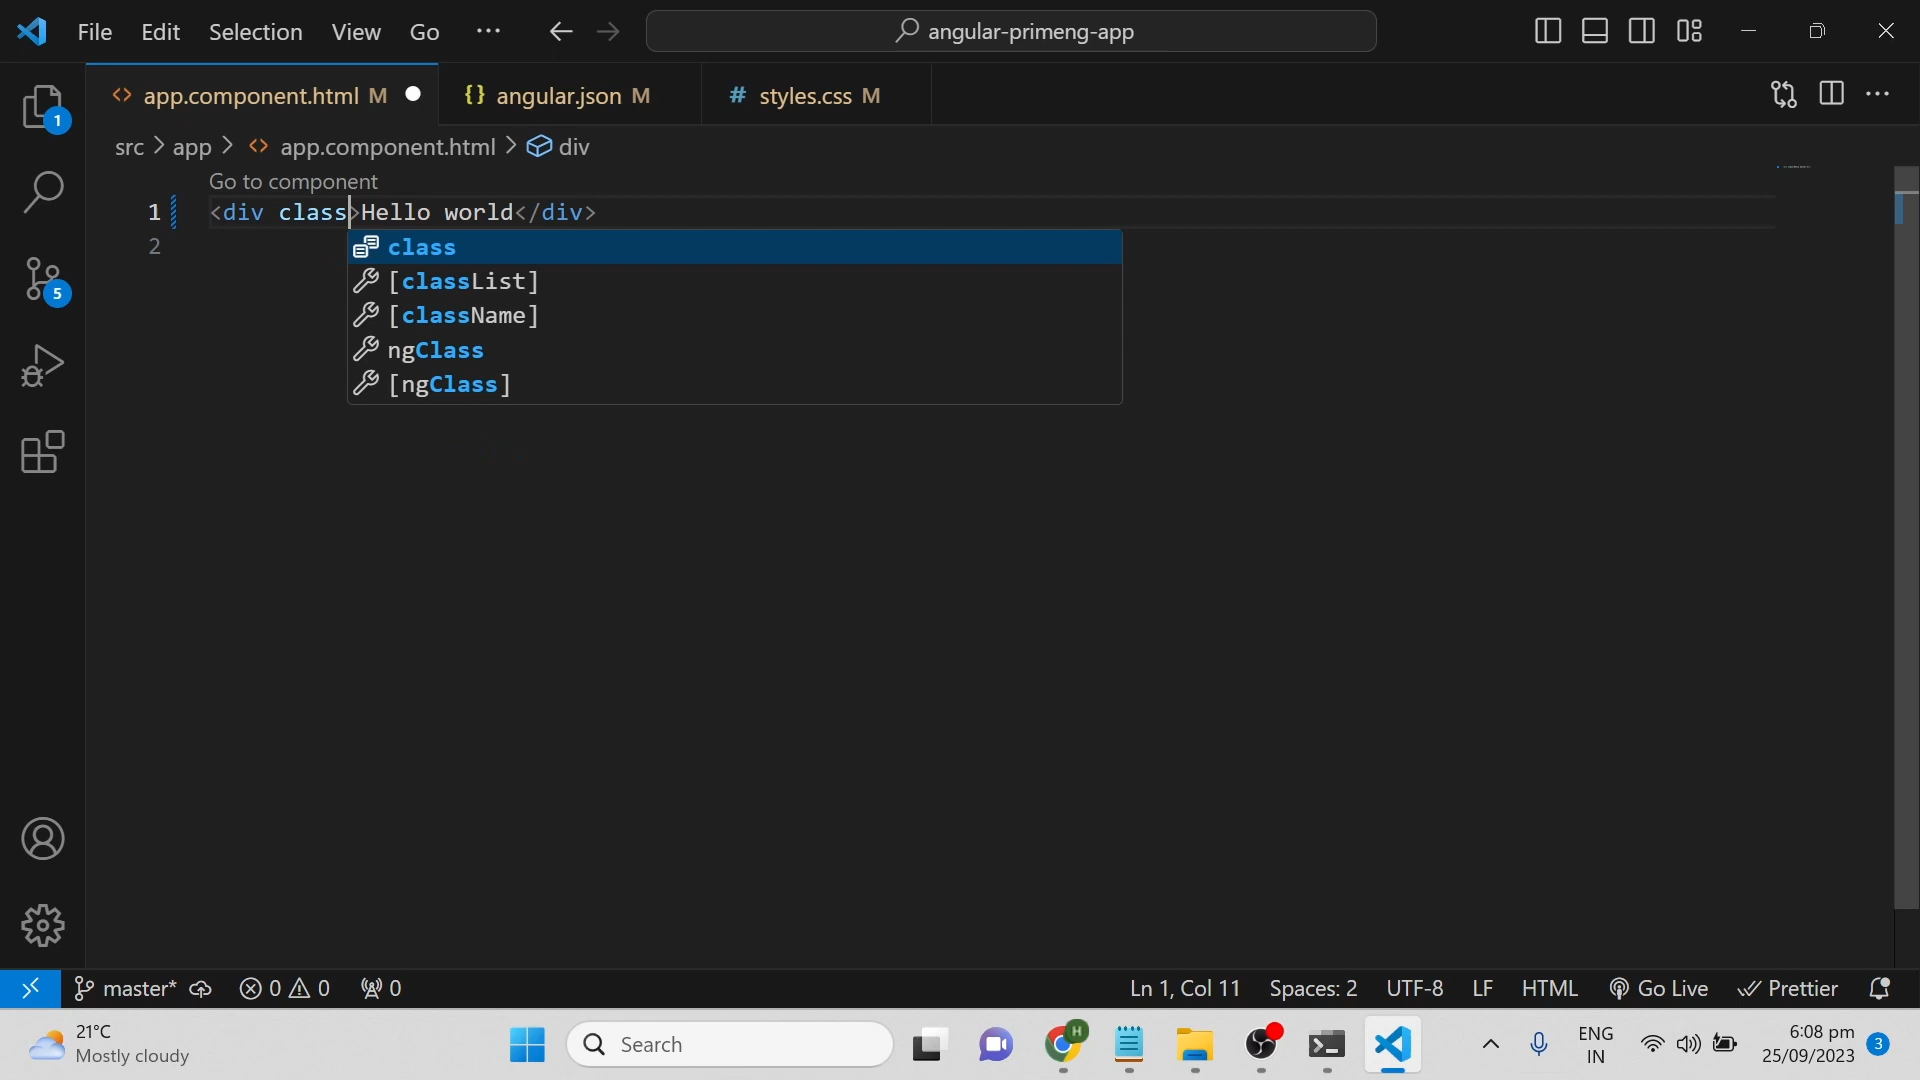 File Edit Selection View Go ··· angular-primeng-app
<> app.component.html M {} angular.json M # styles.css M
src > app > <> app.component.html > div
Go to component
1 <div class>Hello world</div>
2
class
[classList]
[className]
ngClass
[ngClass]
1
5
master* 0 0 0 Ln 1, Col 11 Spaces: 2 UTF-8 LF HTML Go Live Prettier
21°C
Mostly cloudy
Search
H
ENG
IN
6:08 pm
25/09/2023
3